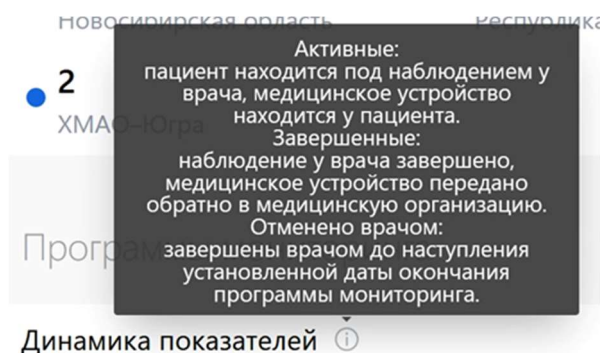 Новосибирская область
Республика
2
ХМАО–Югра
Активные:
пациент находится под наблюдением у
врача, медицинское устройство
находится у пациента.
Завершенные:
наблюдение у врача завершено,
медицинское устройство передано
обратно в медицинскую организацию.
Отменено врачом:
завершены врачом до наступления
установленной даты окончания
программы мониторинга.
Динамика показателей